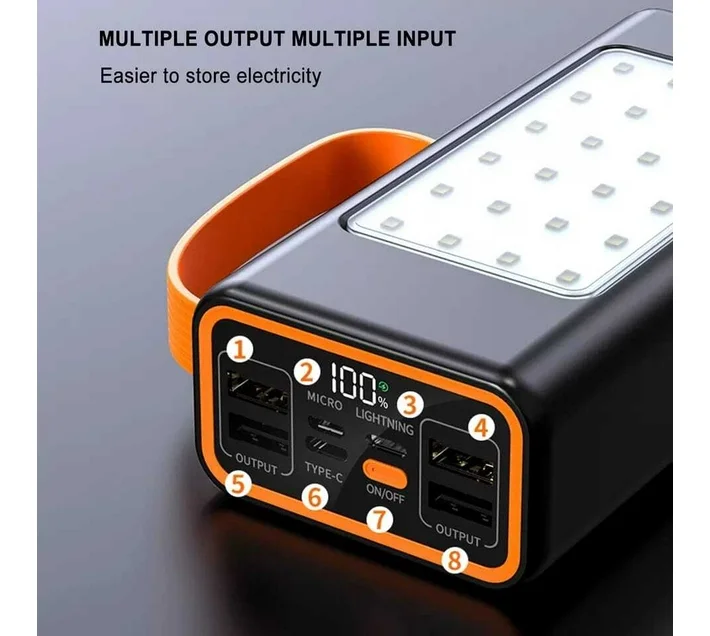 MULTIPLE OUTPUT MULTIPLE INPUT
Easier to store electricity
1
2
100%
3
MICRO
LIGHTNING
4
OUTPUT
TYPE-C
5
6
ON/OFF
7
OUTPUT
8